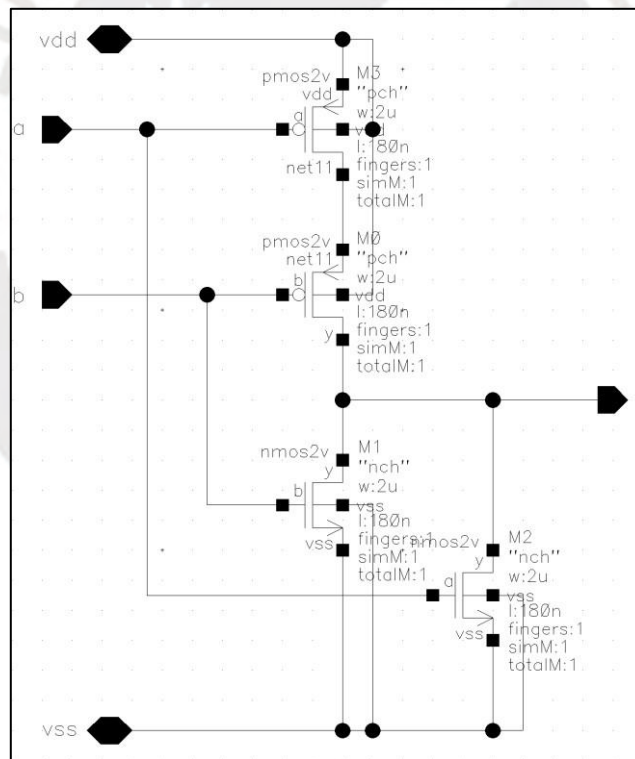 vdd
pmos2v M3
vdd "pch"
a w:2u
a vdd
l:180n
net11 fingers:1
simM:1
totalM:1
pmos2v M0
net11 "pch"
b w:2u
b vdd
l:180n
fingers:1
y simM:1
totalM:1
nmos2v M1
y "nch"
w:2u
b vss
l:180n
fingers:1
vss simM:1
totalM:1
nmos2v M2
y "nch"
a w:2u
vss
l:180n
vss fingers:1
simM:1
totalM:1
vss